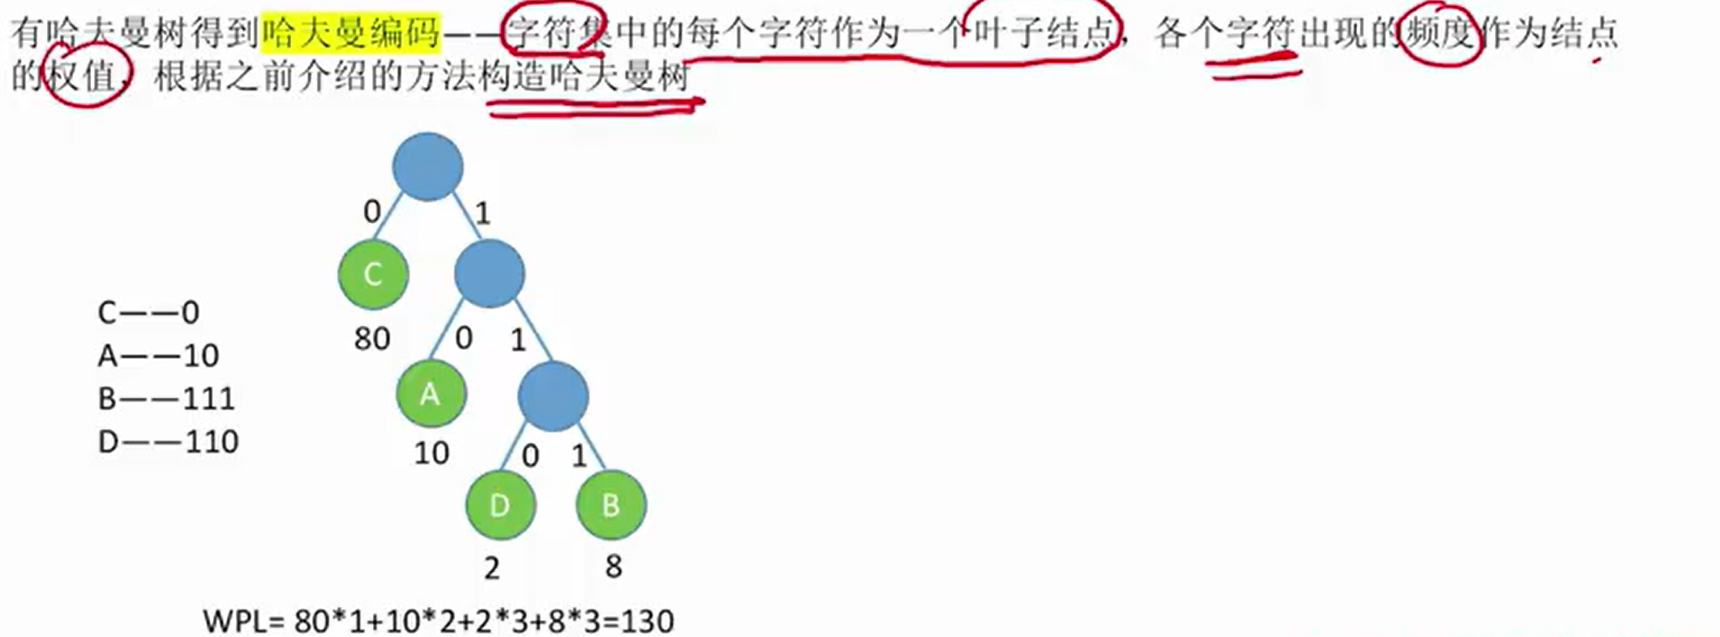 有哈夫曼树得到哈夫曼编码——字符集中的每个字符作为一个叶子结点，各个字符出现的频度作为结点
的权值，根据之前介绍的方法构造哈夫曼树
0
1
C
C——0
80
0
1
A——10
A
B——111
D——110
10
0
1
D
B
2
8
WPL= 80*1+10*2+2*3+8*3=130